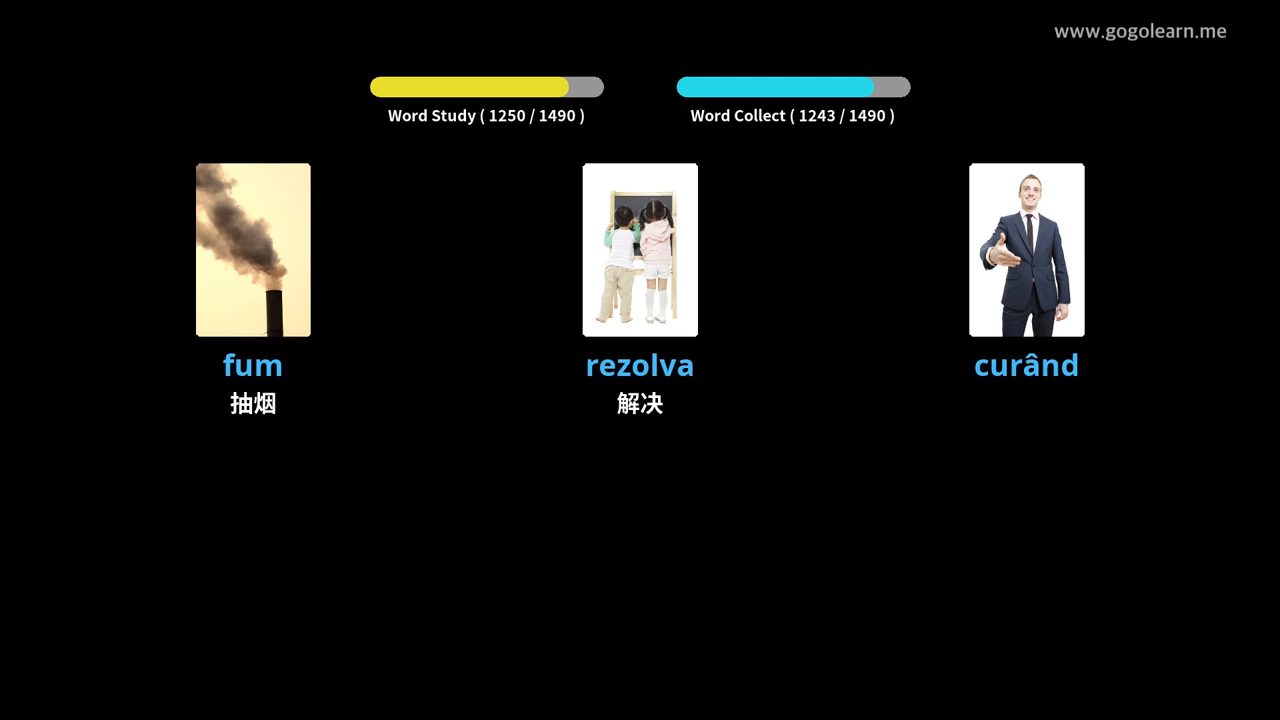 www.gogolearn.me
Word Study ( 1250 / 1490 )
Word Collect ( 1243 / 1490 )
fum
抽烟
rezolva
解决
curând